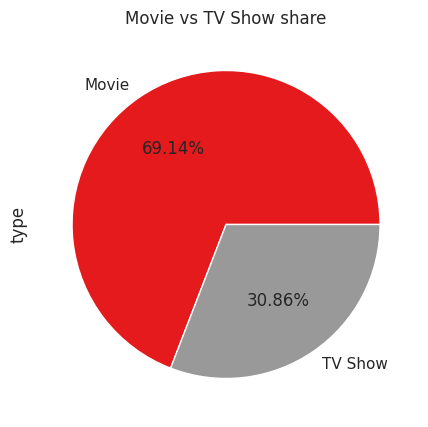 Movie vs TV Show share
Movie
69.14%
type
30.86%
TV Show